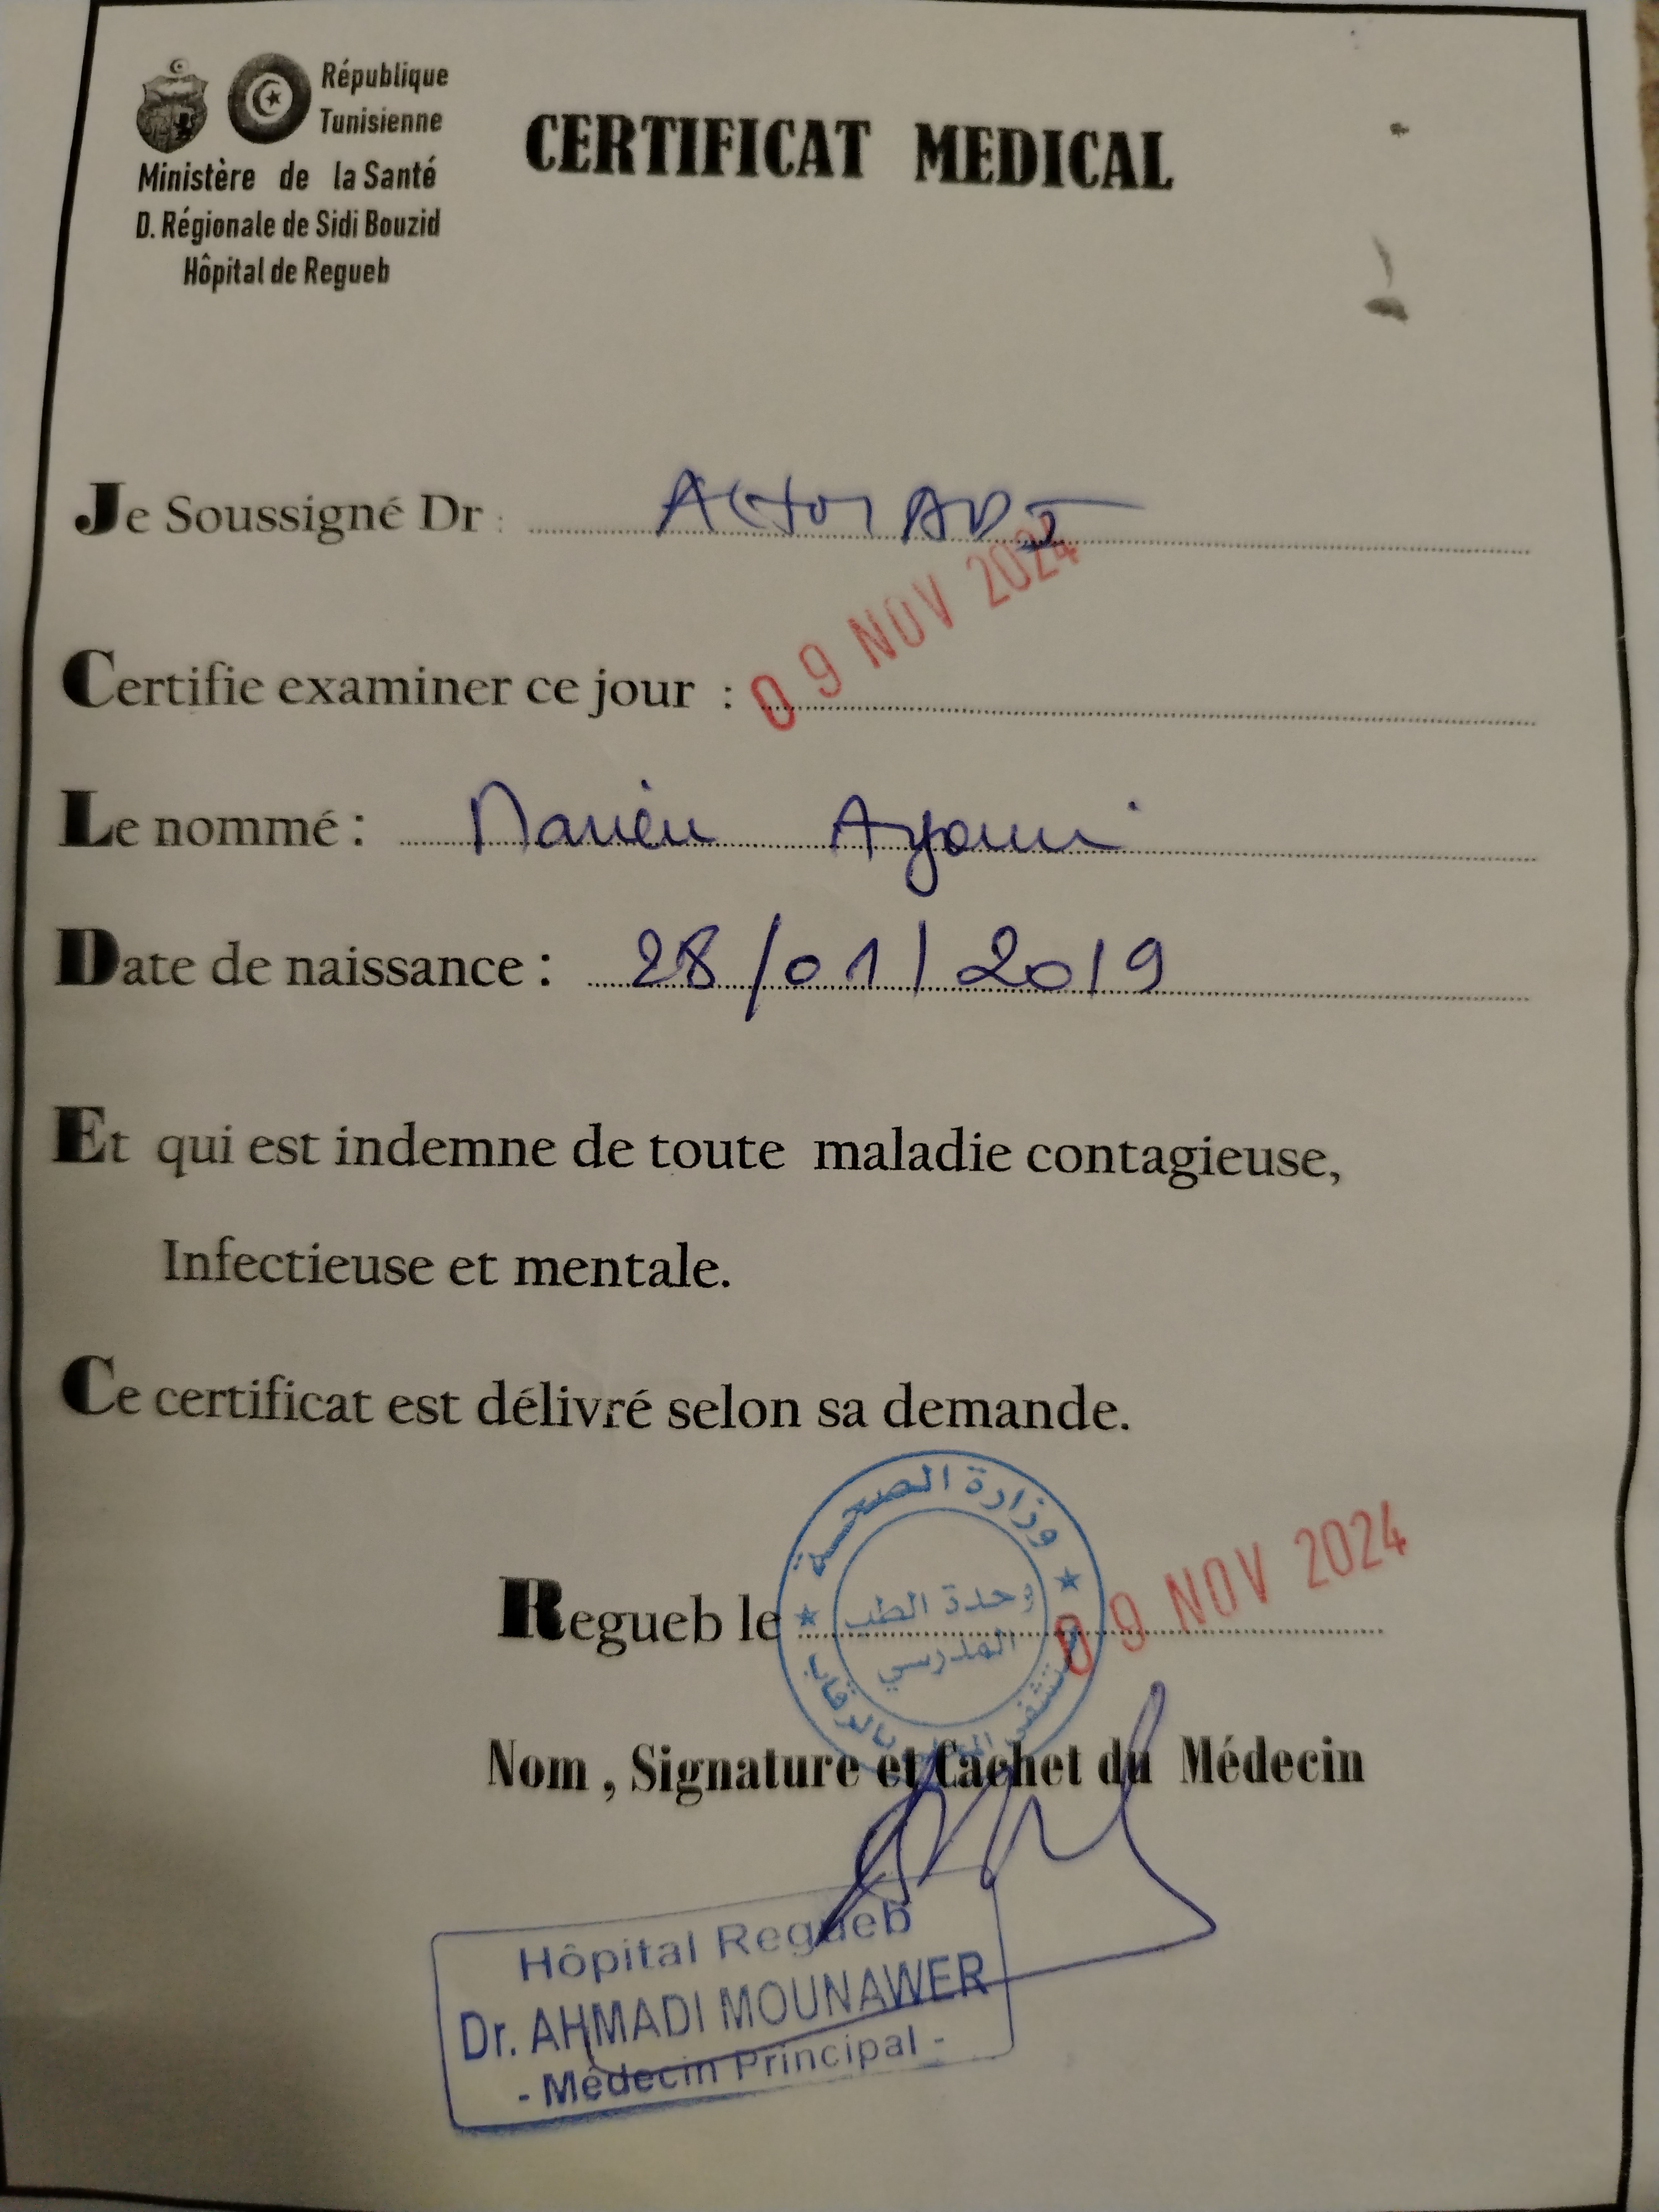 République
Tunisienne
Ministère de la Santé
D. Régionale de Sidi Bouzid
Hôpital de Regueb
CERTIFICAT MEDICAL
Je Soussigné Dr :
Certifie examiner ce jour : 09 NOV 2024
Le nommé : Ayouni
Date de naissance : 28/01/2019
Et qui est indemne de toute maladie contagieuse,
Infectieuse et mentale.
Ce certificat est délivré selon sa demande.
وزارة الصحة
وحدة الطب
المدرسي
Regueb le 09 NOV 2024
Nom , Signature et Cachet du Médecin
Hôpital Regueb
Dr. AHMADI MOUNAWER
- Médecin Principal -